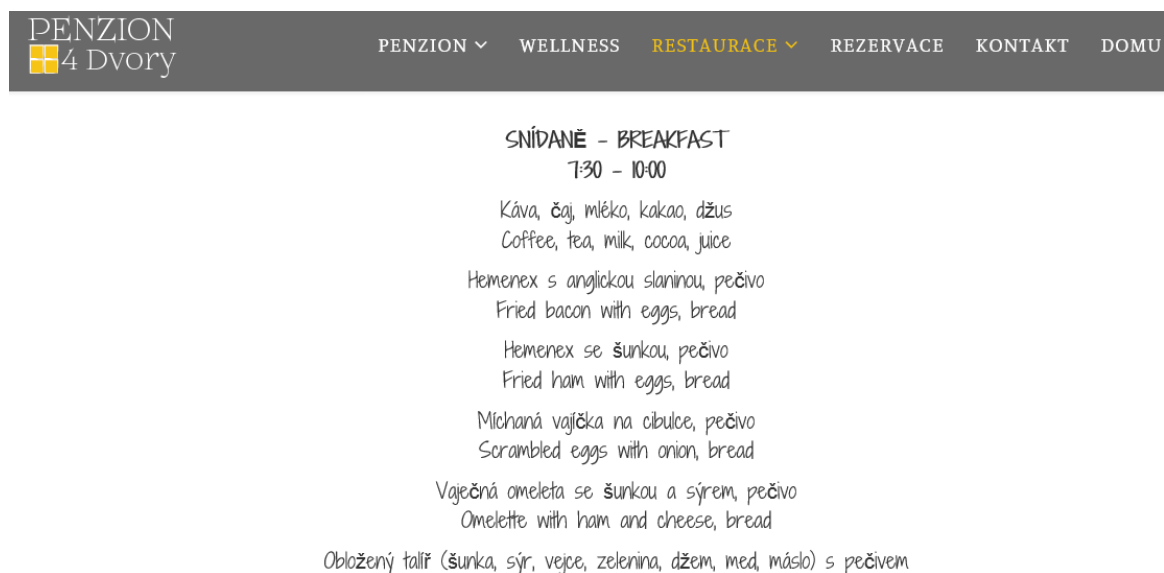 PENZION
4 Dvory
PENZION
WELLNESS
RESTAURACE
REZERVACE
KONTAKT
DOMU
SNÍDANĚ – BREAKFAST
7:30 – 10:00
Káva, čaj, mléko, kakao, džus
Coffee, tea, milk, cocoa, juice
Hemenex s anglickou slaninou, pečivo
Fried bacon with eggs, bread
Hemenex se šunkou, pečivo
Fried ham with eggs, bread
Míchaná vajíčka na cibulce, pečivo
Scrambled eggs with onion, bread
Vaječná omeleta se šunkou a sýrem, pečivo
Omelette with ham and cheese, bread
Obložený talíř (šunka, sýr, vejce, zelenina, džem, med, máslo) s pečivem